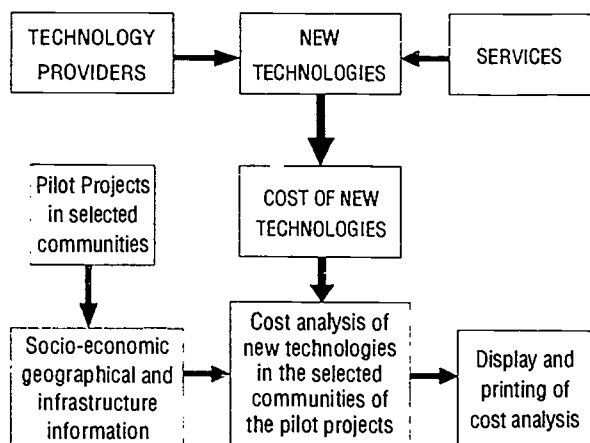 TECHNOLOGY
PROVIDERS
NEW
TECHNOLOGIES
SERVICES
Pilot Projects
in selected
communities
COST OF NEW
TECHNOLOGIES
Socio-economic
geographical and
infrastructure
information
Cost analysis of
new technologies
in the selected
communities of
the pilot projects
Display and
printing of
cost analysis